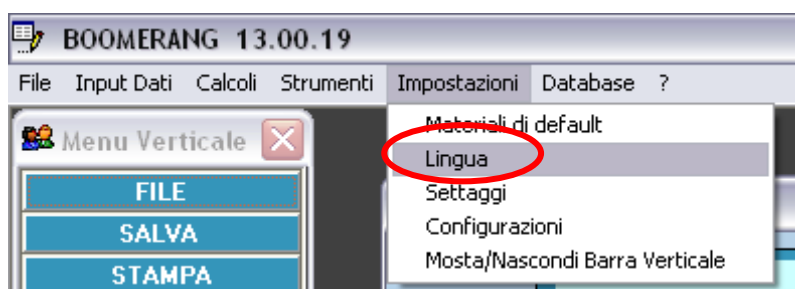 BOOMERANG 13.00.19
File Input Dati Calcoli Strumenti Impostazioni Database ?
Menu Verticale
FILE
SALVA
STAMPA
Materiali di default
Lingua
Settaggi
Configurazioni
Mosta/Nascondi Barra Verticale